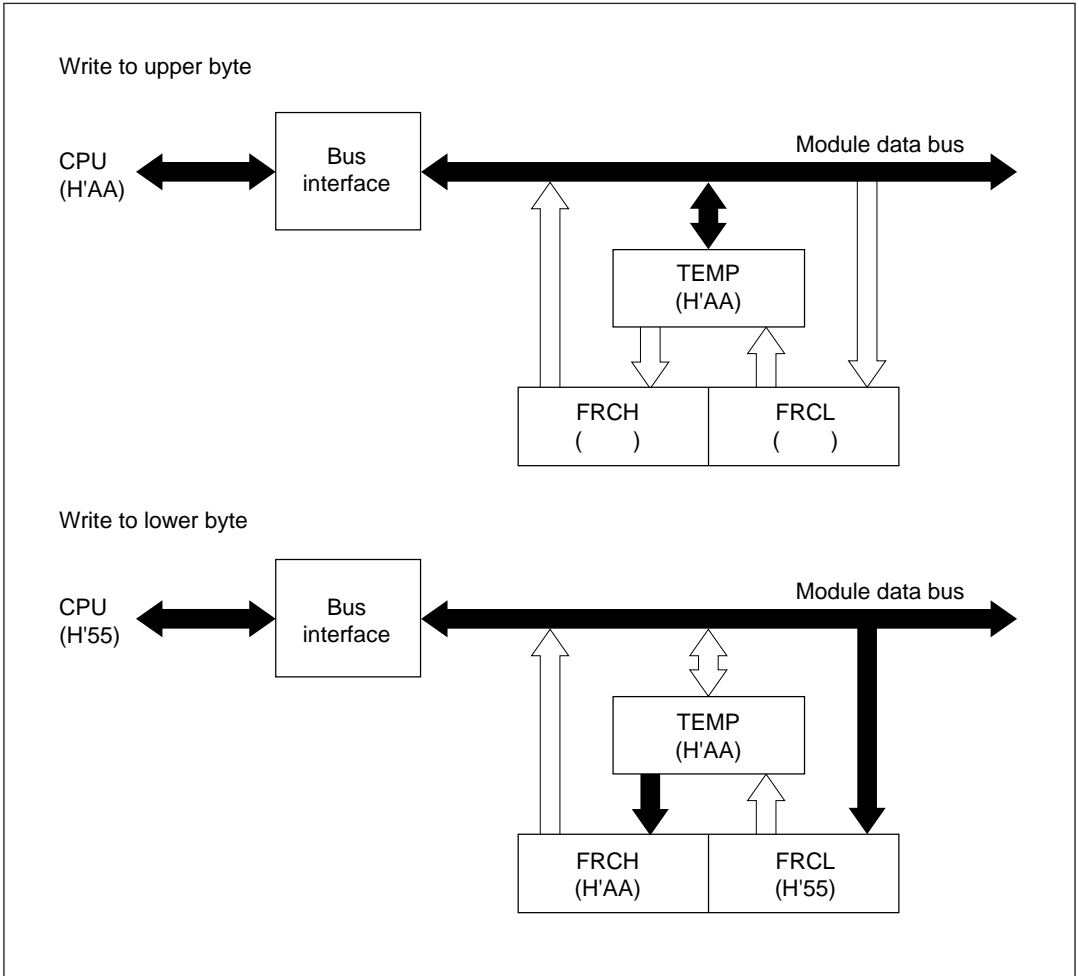 Write to upper byte
Module data bus
CPU
(H'AA)
Bus
interface
TEMP
(H'AA)
FRCH
( )
FRCL
( )
Write to lower byte
Module data bus
CPU
(H'55)
Bus
interface
TEMP
(H'AA)
FRCH
(H'AA)
FRCL
(H'55)